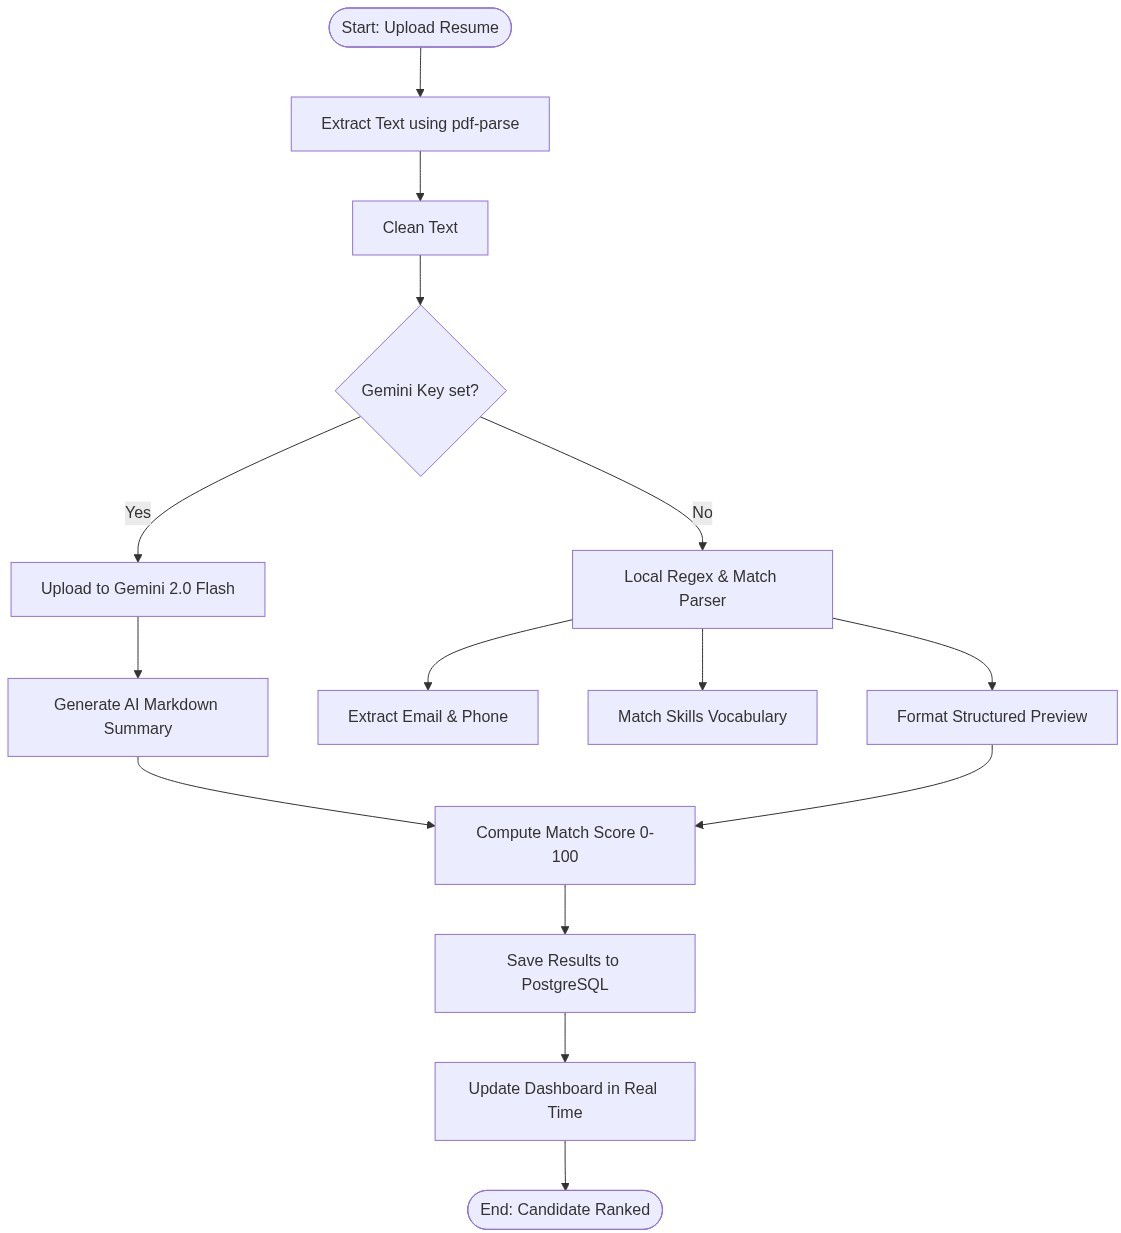 Start: Upload Resume
Extract Text using pdf-parse
Clean Text
Gemini Key set?
Yes
No
Upload to Gemini 2.0 Flash
Local Regex & Match
Parser
Generate AI Markdown
Summary
Extract Email & Phone
Match Skills Vocabulary
Format Structured Preview
Compute Match Score 0-
100
Save Results to
PostgreSQL
Update Dashboard in Real
Time
End: Candidate Ranked